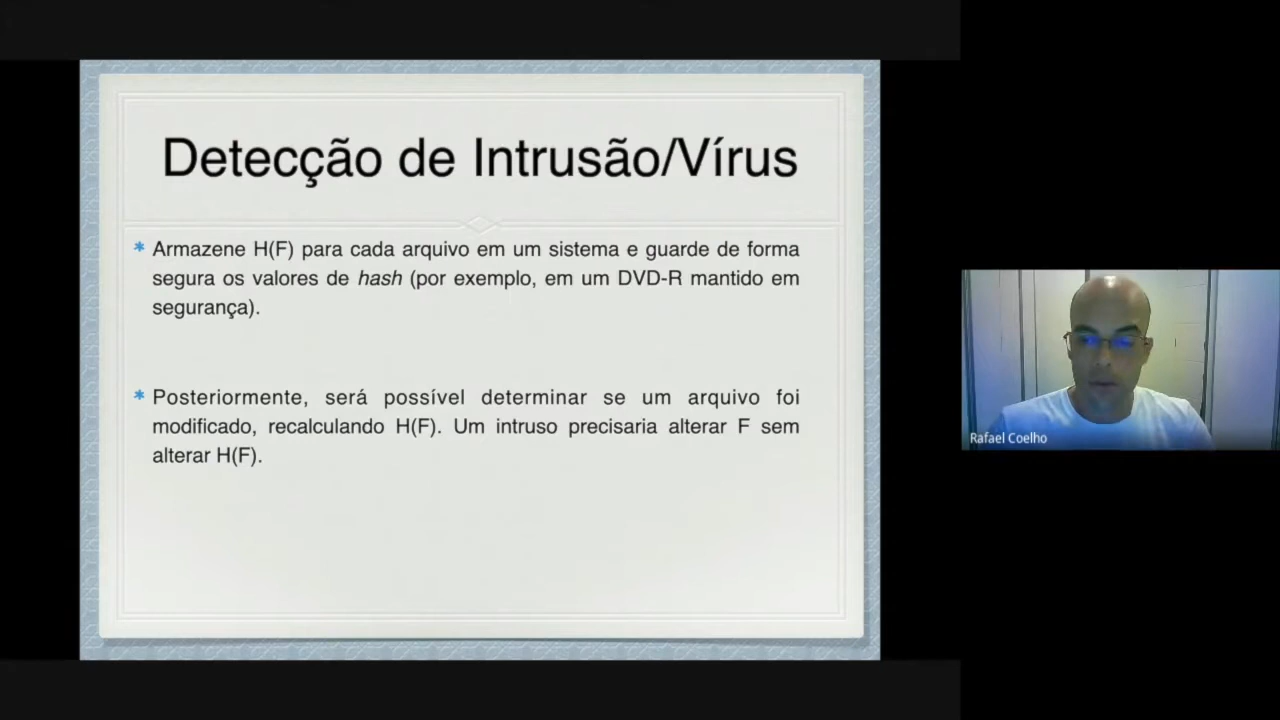 Detecção de Intrusão/Vírus
* Armazene H(F) para cada arquivo em um sistema e guarde de forma
segura os valores de hash (por exemplo, em um DVD-R mantido em
segurança).
* Posteriormente, será possível determinar se um arquivo foi
modificado, recalculando H(F). Um intruso precisaria alterar F sem
alterar H(F).
Rafael Coelho